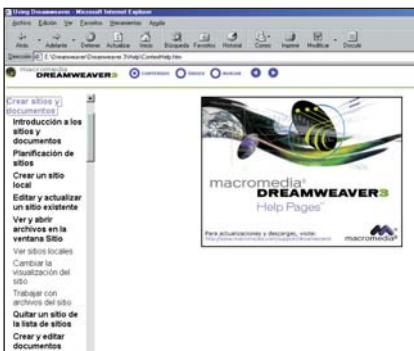 Using Dreamweaver - Microsoft Internet Explorer
Archivo Edición Ver Favoritos Herramientas Ayuda
Atrás Adelante Detener Actualizar Inicio Búsqueda Favoritos Historial Correo Imprimir Modificar
macromedia
DREAMWEAVER3 CONTENIDO ÍNDICE BUSCAR
Crear sitios y
documentos
Introducción a los
sitios y
documentos
Planificación de
sitios
Crear un sitio
local
Editar y actualizar
un sitio existente
Ver y abrir
archivos en la
ventana Sitio
Ver sitios locales
Cambiar la
visualización del
sitio
Trabajar con
archivos del sitio
Quitar un sitio de
la lista de sitios
Crear y editar
documentos
macromedia®
DREAMWEAVER3
Help Pages™
Para actualizaciones y descargas, visite:
macromedia®